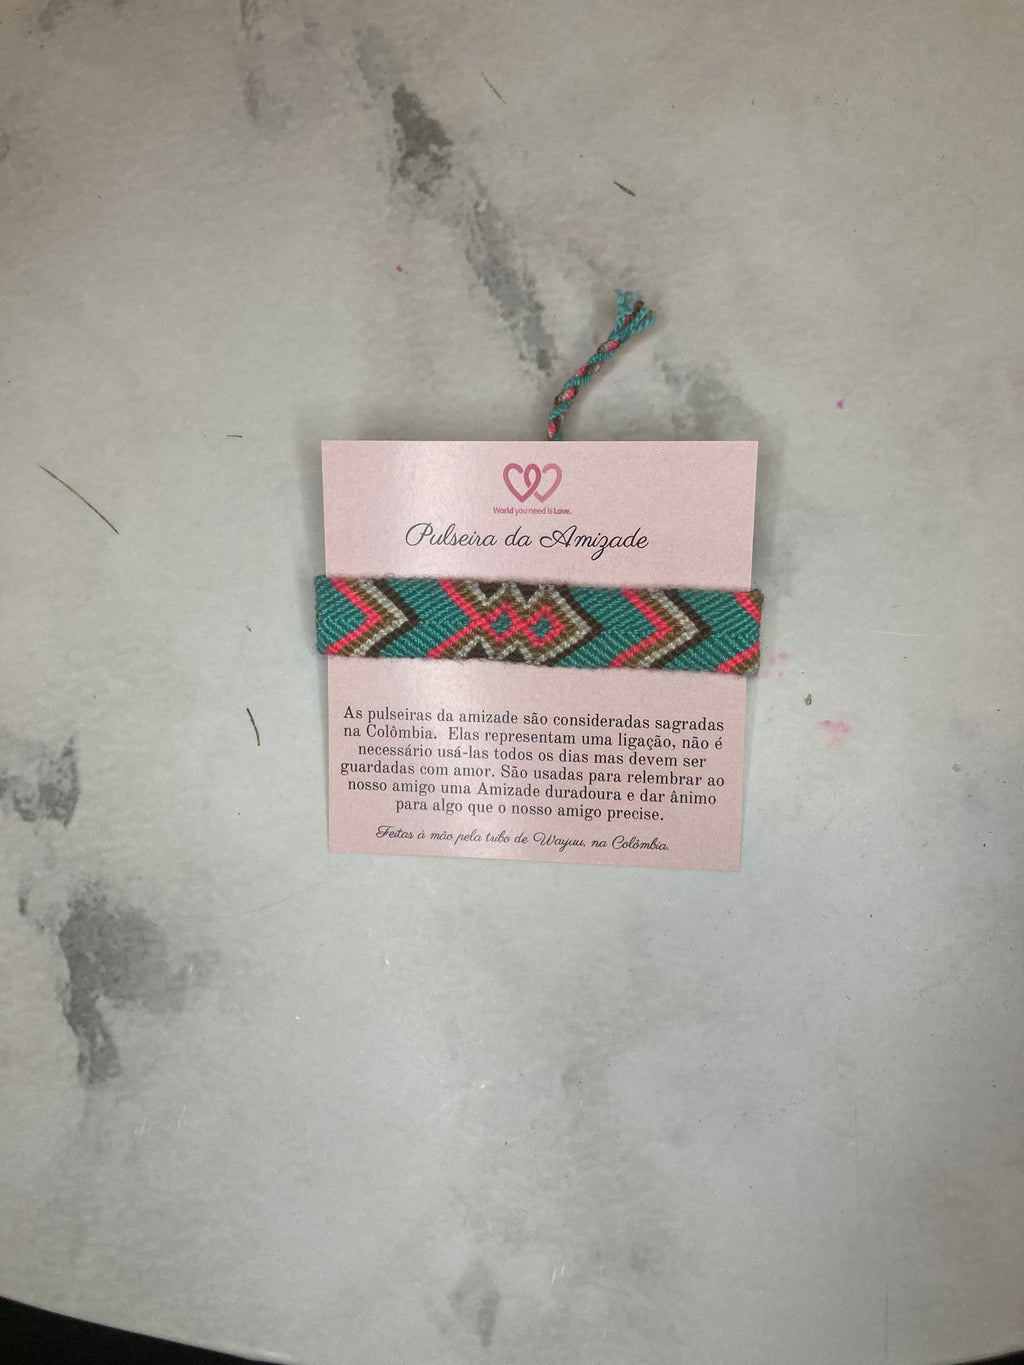 World you need is Love.
Pulseira da Amizade
As pulseiras da amizade são consideradas sagradas
na Colômbia. Elas representam uma ligação, não é
necessário usá-las todos os dias mas devem ser
guardadas com amor. São usadas para relembrar ao
nosso amigo uma Amizade duradoura e dar ânimo
para algo que o nosso amigo precise.
Feitas à mão pela tribo de Wayuu, na Colômbia.